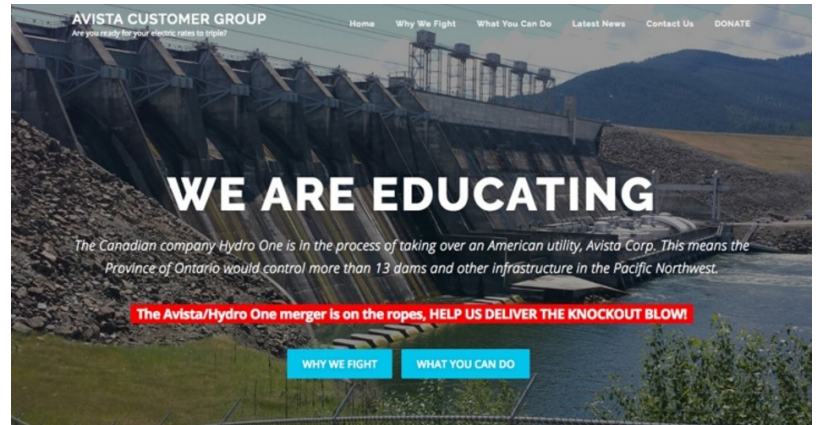 AVISTA CUSTOMER GROUP
Are you ready for your electric rates to triple?
Home Why We Fight What You Can Do Latest News Contact Us DONATE
WE ARE EDUCATING
The Canadian company Hydro One is in the process of taking over an American utility, Avista Corp. This means the
Province of Ontario would control more than 13 dams and other infrastructure in the Pacific Northwest.
The Avista/Hydro One merger is on the ropes, HELP US DELIVER THE KNOCKOUT BLOW!
WHY WE FIGHT WHAT YOU CAN DO